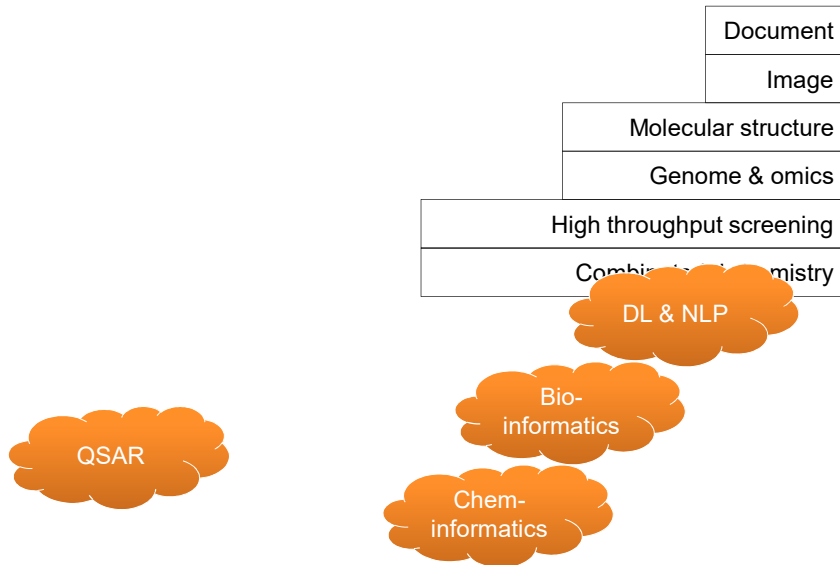 Document
Image
Molecular structure
Genome & omics
High throughput screening
DL & NLP
Bio-
informatics
QSAR
Chem-
informatics